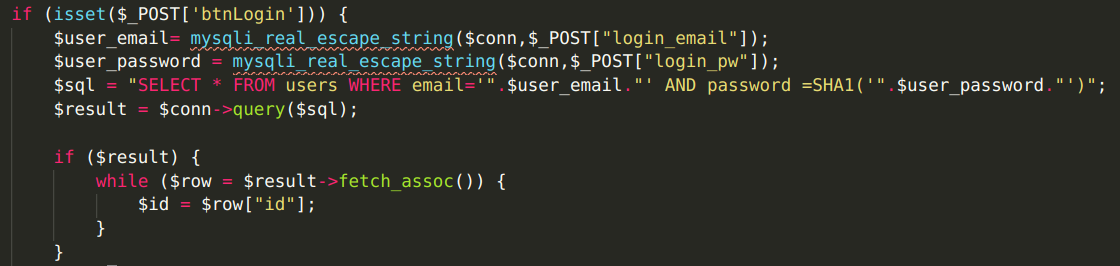 if (isset($_POST['btnLogin'])) {
    $user_email= mysqli_real_escape_string($conn,$_POST["login_email"]);
    $user_password = mysqli_real_escape_string($conn,$_POST["login_pw"]);
    $sql = "SELECT * FROM users WHERE email='".$user_email."' AND password =SHA1('".$user_password."')";
    $result = $conn->query($sql);

    if ($result) {
        while ($row = $result->fetch_assoc()) {
            $id = $row["id"];
        }
    }